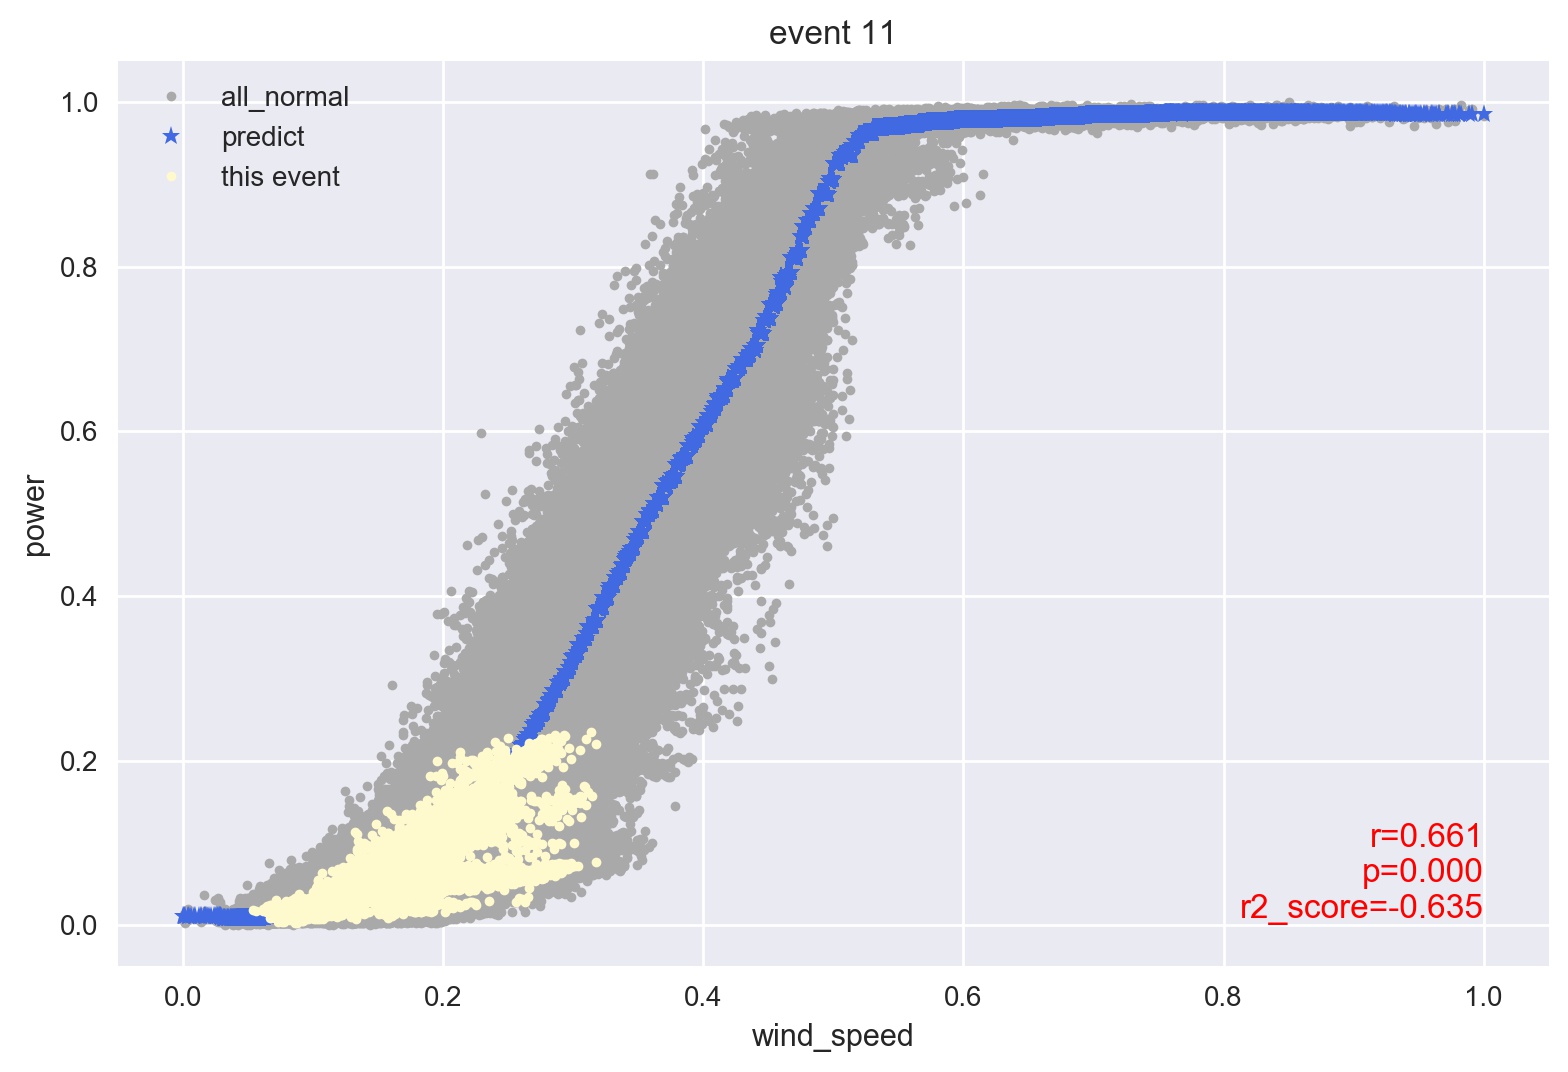 event 11
all_normal
predict
this event
1.0
0.8
0.6
0.4
0.2
0.0
power
r=0.661
p=0.000
r2_score=-0.635
0.0 0.2 0.4 0.6 0.8 1.0
wind_speed